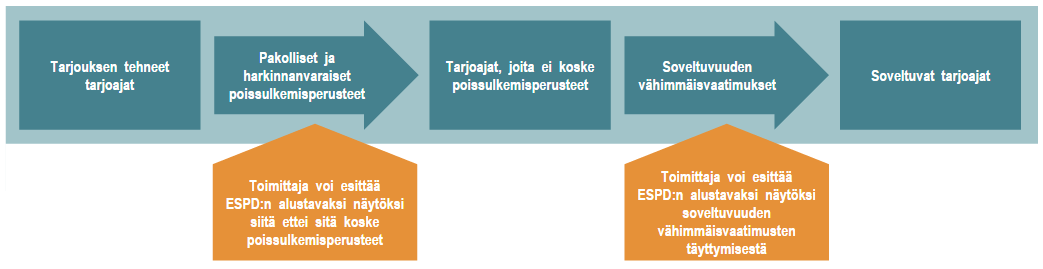 Tarjouksen tehneet
tarjoajat
Pakolliset ja
harkinnanvaraiset
poissulkemisperusteet
Tarjoajat, joita ei koske
poissulkemisperusteet
Soveltuvuuden
vähimmäisvaatimukset
Soveltuvat tarjoajat
Toimittaja voi esittää
ESPD:n alustavaksi näytöksi
siitä ettei sitä koske
poissulkemisperusteet
Toimittaja voi esittää
ESPD:n alustavaksi näytöksi
soveltuvuuden
vähimmäisvaatimusten
täyttymisestä